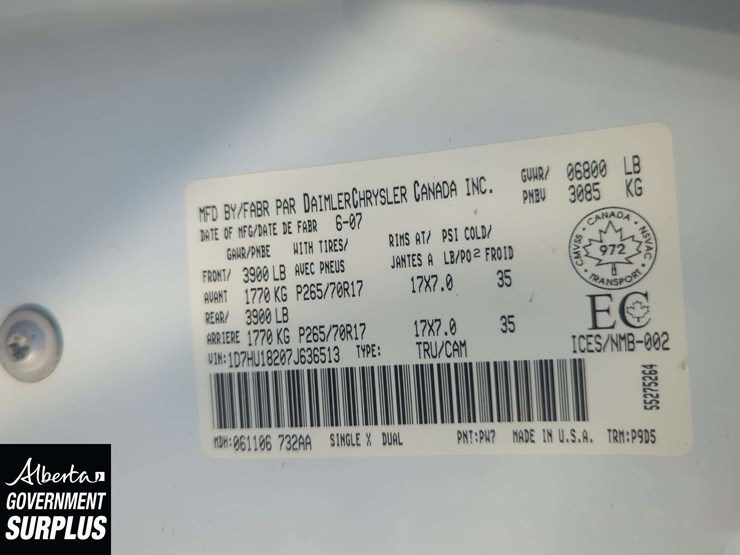 MFD BY/FABR PAR DAIMLERCHRYSLER CANADA INC.
GVWR/ 06800 LB
PNBV 3085 KG
DATE OF MFG/DATE DE FABR 6-07
GAWR/PNBE WITH TIRES/ RIMS AT/ PSI COLD/
FRONT/ 3900 LB AVEC PNEUS JANTES A LB/PO² FROID
AVANT 1770 KG P265/70R17 17X7.0 35
REAR/ 3900 LB
ARRIERE 1770 KG P265/70R17 17X7.0 35
VIN:1D7HU18207J636513 TYPE: TRU/CAM
CANADA
CMVSS NSVAC
972
TRANSPORT
EC
ICES/NMB-002
55275264
MDH:061106 732AA SINGLE X DUAL PNT:PW7 MADE IN U.S.A. TRM:P9D5
Alberta
GOVERNMENT
SURPLUS